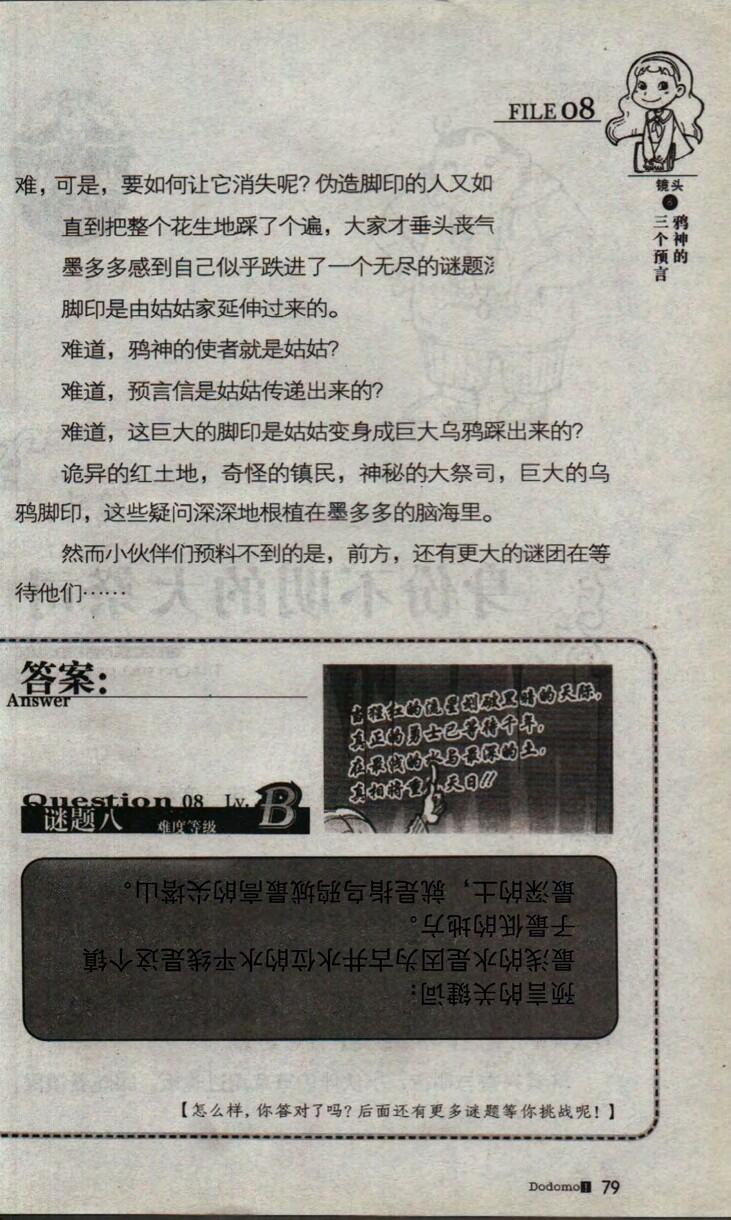 FILE 08
镜头
鸦神的
三个预言
难，可是，要如何让它消失呢？伪造脚印的人又如
直到把整个花生地踩了个遍，大家才垂头丧气
墨多多感到自己似乎跌进了一个无尽的谜题
脚印是由姑姑家延伸过来的。
难道，鸦神的使者就是姑姑？
难道，预言信是姑姑传递出来的？
难道，这巨大的脚印是姑姑变身成巨大乌鸦踩出来的？
诡异的红土地，奇怪的镇民，神秘的大祭司，巨大的乌
鸦脚印，这些疑问深深地根植在墨多多的脑海里。
然而小伙伴们预料不到的是，前方，还有更大的谜团在等
待他们……
答案：
Answer
当橙红的流星划破黑暗的天际，
真正的勇士已等待千年，
在最浅的水与最深的土，
真相将重见天日！！
Question 08 Lv. B
谜题八 难度等级
预言的关键词：
最浅的水是因为古井水位的水平线是这个镇
子最低的地方。
最深的土，就是指乌鸦城最高的尖塔山。
【怎么样，你答对了吗？后面还有更多谜题等你挑战呢！】
Dodomo 1 79